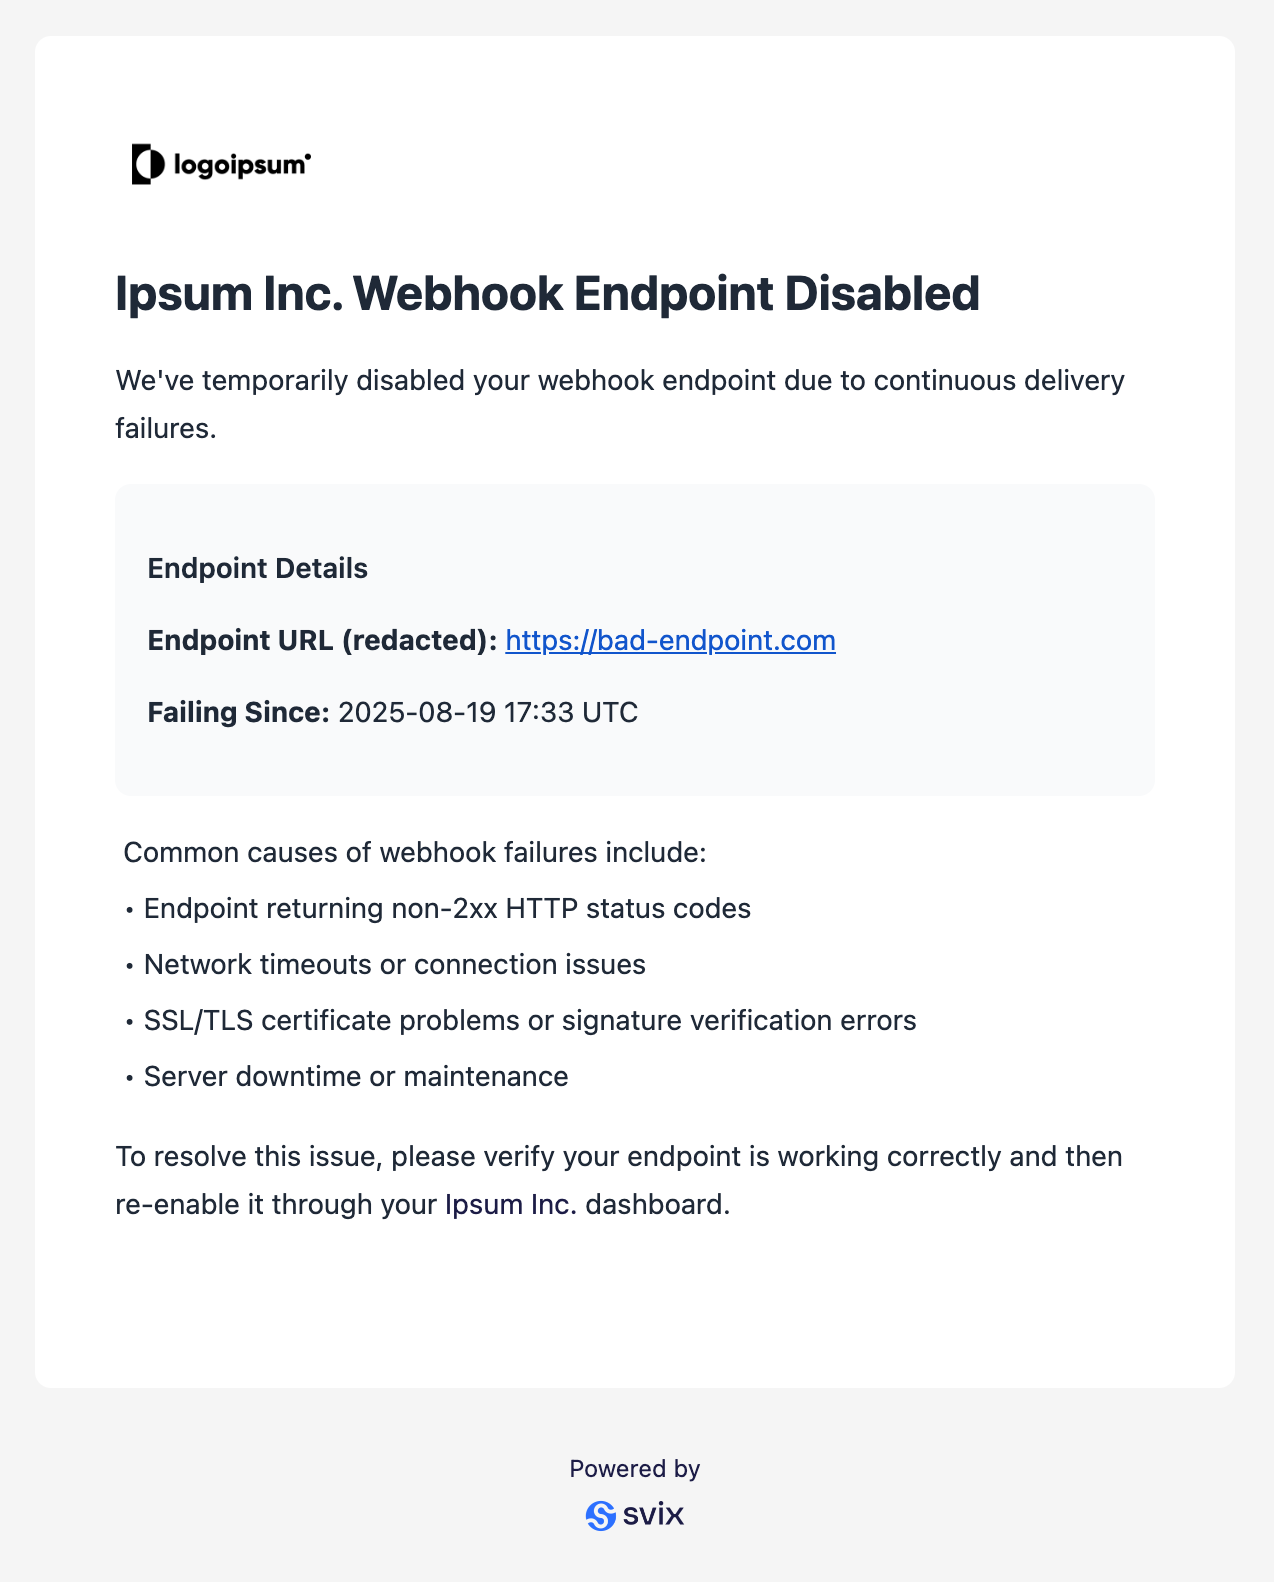 logoipsum
Ipsum Inc. Webhook Endpoint Disabled
We've temporarily disabled your webhook endpoint due to continuous delivery
failures.
Endpoint Details
Endpoint URL (redacted): https://bad-endpoint.com
Failing Since: 2025-08-19 17:33 UTC
Common causes of webhook failures include:
• Endpoint returning non-2xx HTTP status codes
• Network timeouts or connection issues
• SSL/TLS certificate problems or signature verification errors
• Server downtime or maintenance
To resolve this issue, please verify your endpoint is working correctly and then
re-enable it through your Ipsum Inc. dashboard.
Powered by
svix